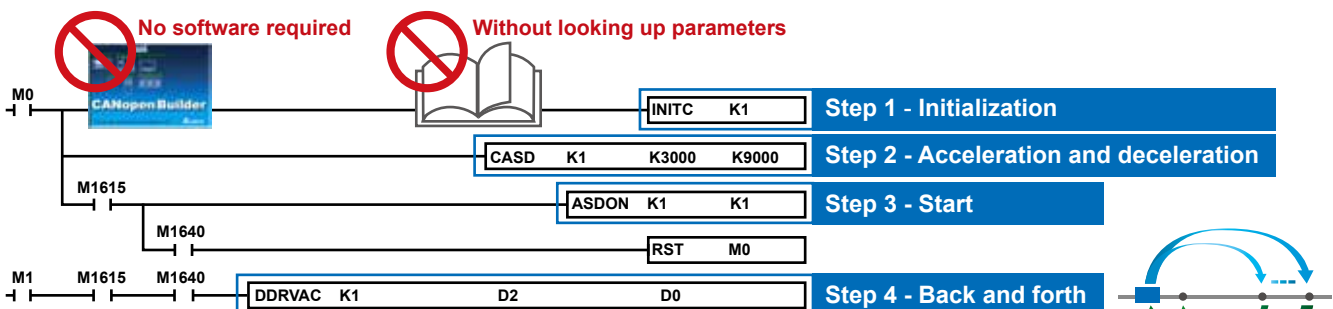 No software required
Without looking up parameters
CANopen Builder
M0
INITC K1
Step 1 - Initialization
CASD K1 K3000 K9000
Step 2 - Acceleration and deceleration
M1615
ASDON K1 K1
Step 3 - Start
M1640
RST M0
M1 M1615 M1640
DDRVAC K1 D2 D0
Step 4 - Back and forth